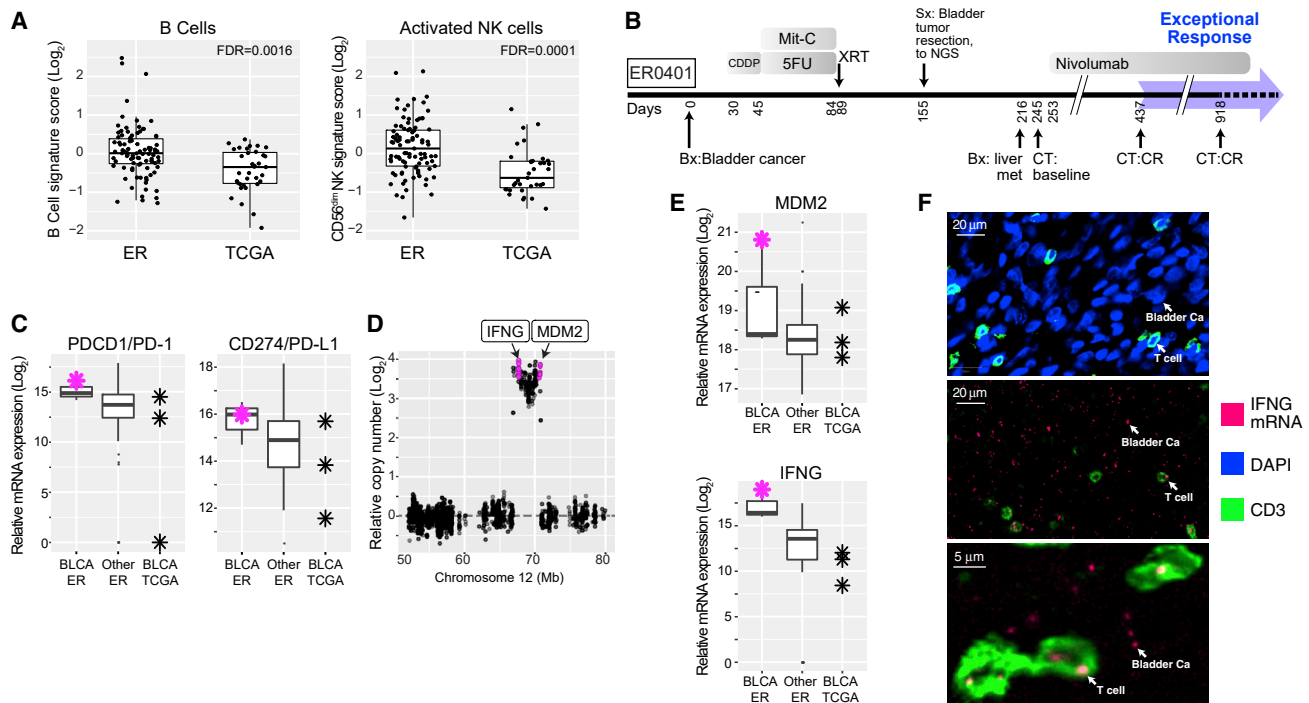 A
B Cells
FDR=0.0016
B Cell signature score (Log2)
2
1
0
−1
−2
ER
TCGA
Activated NK cells
FDR=0.0001
CD56dim NK signature score (Log2)
2
1
0
−1
−2
ER
TCGA
B
ER0401
CDDP
Mit-C
5FU
XRT
Sx: Bladder
tumor
resection,
to NGS
Exceptional
Response
Nivolumab
Days
0
30
45
84
89
155
216
245
253
437
918
Bx:Bladder cancer
Bx: liver
met
CT:
baseline
CT:CR
CT:CR
C
PDCD1/PD-1
Relative mRNA expression (Log2)
15
10
5
0
BLCA
ER
Other
ER
BLCA
TCGA
CD274/PD-L1
18
16
14
12
BLCA
ER
Other
ER
BLCA
TCGA
D
IFNG
MDM2
Relative copy number (Log2)
4
3
2
1
0
50
60
70
80
Chromosome 12 (Mb)
E
MDM2
Relative mRNA expression (Log2)
21
20
19
18
17
BLCA
ER
Other
ER
BLCA
TCGA
IFNG
Relative mRNA expression (Log2)
15
10
5
0
BLCA
ER
Other
ER
BLCA
TCGA
F
20 μm
Bladder Ca
T cell
20 μm
Bladder Ca
T cell
5 μm
Bladder Ca
T cell
IFNG
mRNA
DAPI
CD3